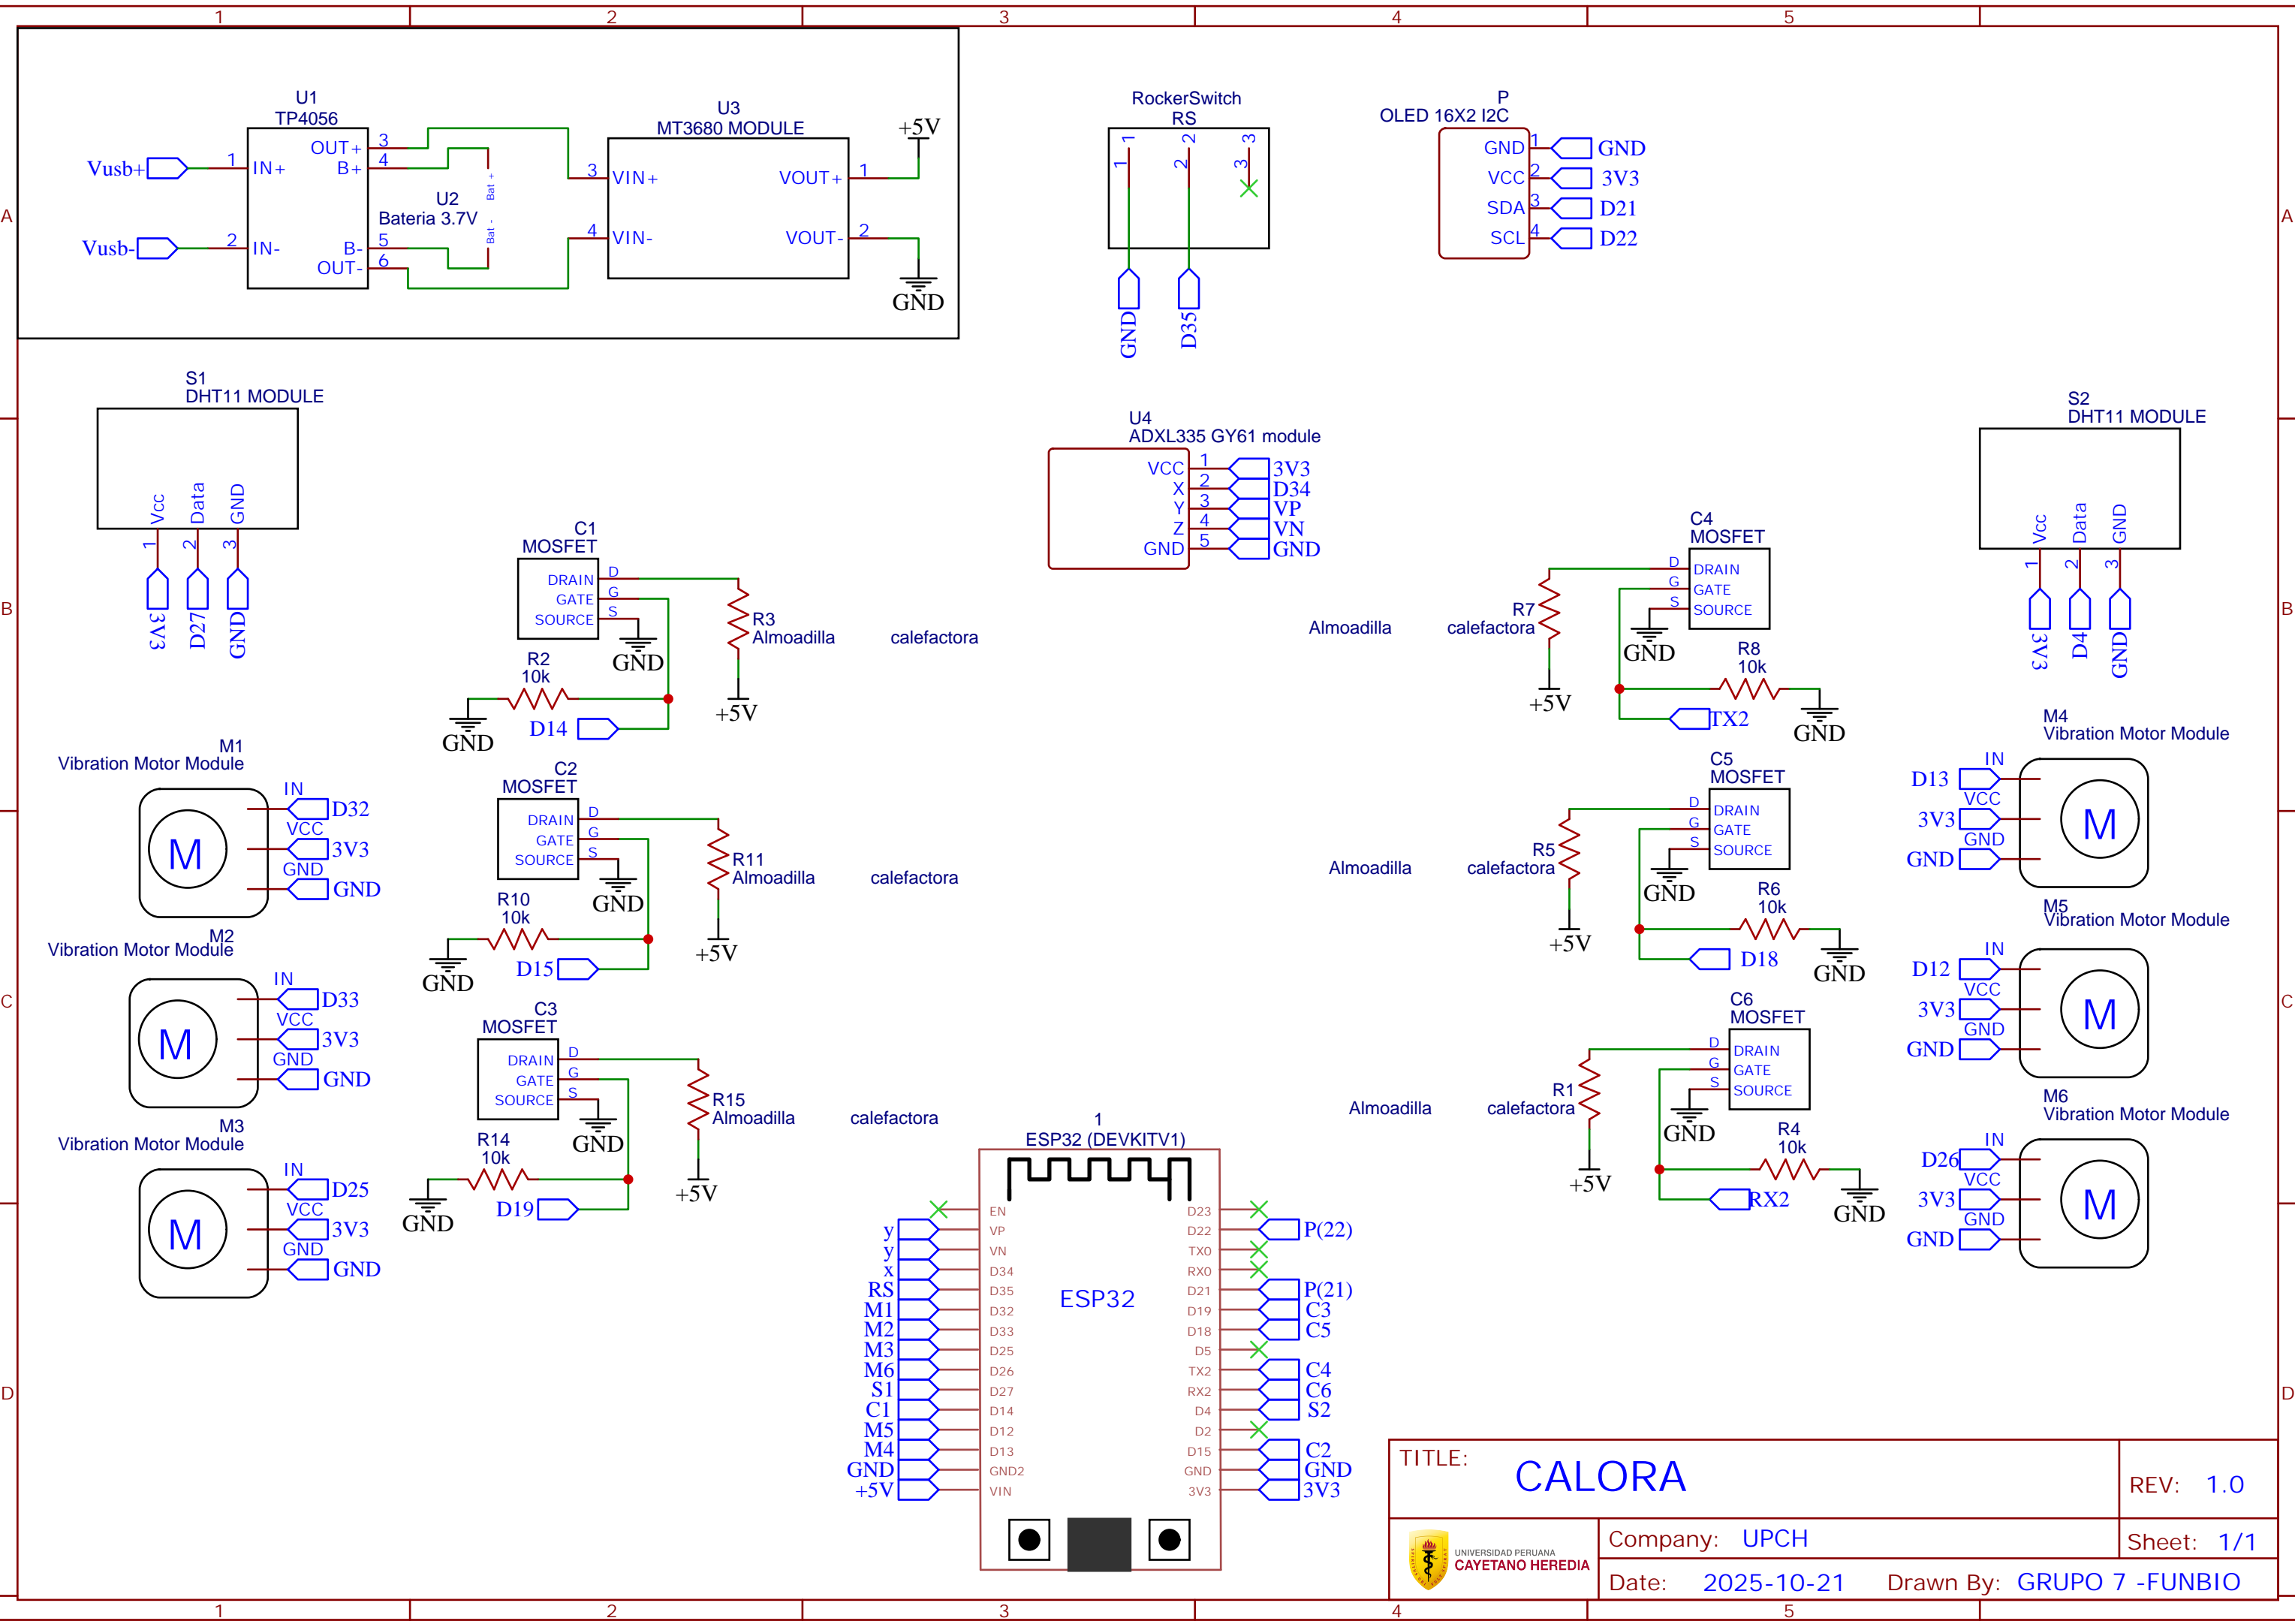 1
2
3
4
5
A
B
C
D
A
B
C
D
1
2
3
4
5
U1
TP4056
Vusb+
1
IN+
Vusb-
2
IN-
OUT+
3
B+
4
B-
5
OUT-
6
U2
Bateria 3.7V
Bat +
Bat -
U3
MT3680 MODULE
3
VIN+
4
VIN-
VOUT+
1
VOUT-
2
+5V
GND
RockerSwitch
RS
1
2
3
1
2
3
GND
D35
P
OLED 16X2 I2C
GND
1
GND
VCC
2
3V3
SDA
3
D21
SCL
4
D22
S1
DHT11 MODULE
Vcc
Data
GND
1
2
3
3V3
D27
GND
U4
ADXL335 GY61 module
VCC
1
3V3
X
2
D34
Y
3
VP
Z
4
VN
GND
5
GND
S2
DHT11 MODULE
Vcc
Data
GND
1
2
3
3V3
D4
GND
C1
MOSFET
DRAIN
D
GATE
G
SOURCE
S
GND
R3
Almoadilla calefactora
+5V
R2
10k
GND
D14
C2
MOSFET
DRAIN
D
GATE
G
SOURCE
S
GND
R11
Almoadilla calefactora
+5V
R10
10k
GND
D15
C3
MOSFET
DRAIN
D
GATE
G
SOURCE
S
GND
R15
Almoadilla calefactora
+5V
R14
10k
GND
D19
C4
MOSFET
D
DRAIN
G
GATE
S
SOURCE
GND
R7
Almoadilla calefactora
+5V
R8
10k
GND
TX2
C5
MOSFET
D
DRAIN
G
GATE
S
SOURCE
GND
R5
Almoadilla calefactora
+5V
R6
10k
GND
D18
C6
MOSFET
D
DRAIN
G
GATE
S
SOURCE
GND
R1
Almoadilla calefactora
+5V
R4
10k
GND
RX2
M1
Vibration Motor Module
M
IN
D32
VCC
3V3
GND
GND
M2
Vibration Motor Module
M
IN
D33
VCC
3V3
GND
GND
M3
Vibration Motor Module
M
IN
D25
VCC
3V3
GND
GND
M4
Vibration Motor Module
IN
D13
VCC
3V3
GND
GND
M
M5
Vibration Motor Module
IN
D12
VCC
3V3
GND
GND
M
M6
Vibration Motor Module
IN
D26
VCC
3V3
GND
GND
M
1
ESP32 (DEVKITV1)
ESP32
EN
y VP
y VN
x D34
RS D35
M1 D32
M2 D33
M3 D25
M6 D26
S1 D27
C1 D14
M5 D12
M4 D13
GND GND2
+5V VIN
D23
D22 P(22)
TX0
RX0
D21 P(21)
D19 C3
D18 C5
D5
TX2 C4
RX2 C6
D4 S2
D2
D15 C2
GND GND
3V3 3V3
TITLE:
CALORA
REV: 1.0
UNIVERSIDAD PERUANA
CAYETANO HEREDIA
Company: UPCH
Sheet: 1/1
Date: 2025-10-21
Drawn By: GRUPO 7 -FUNBIO